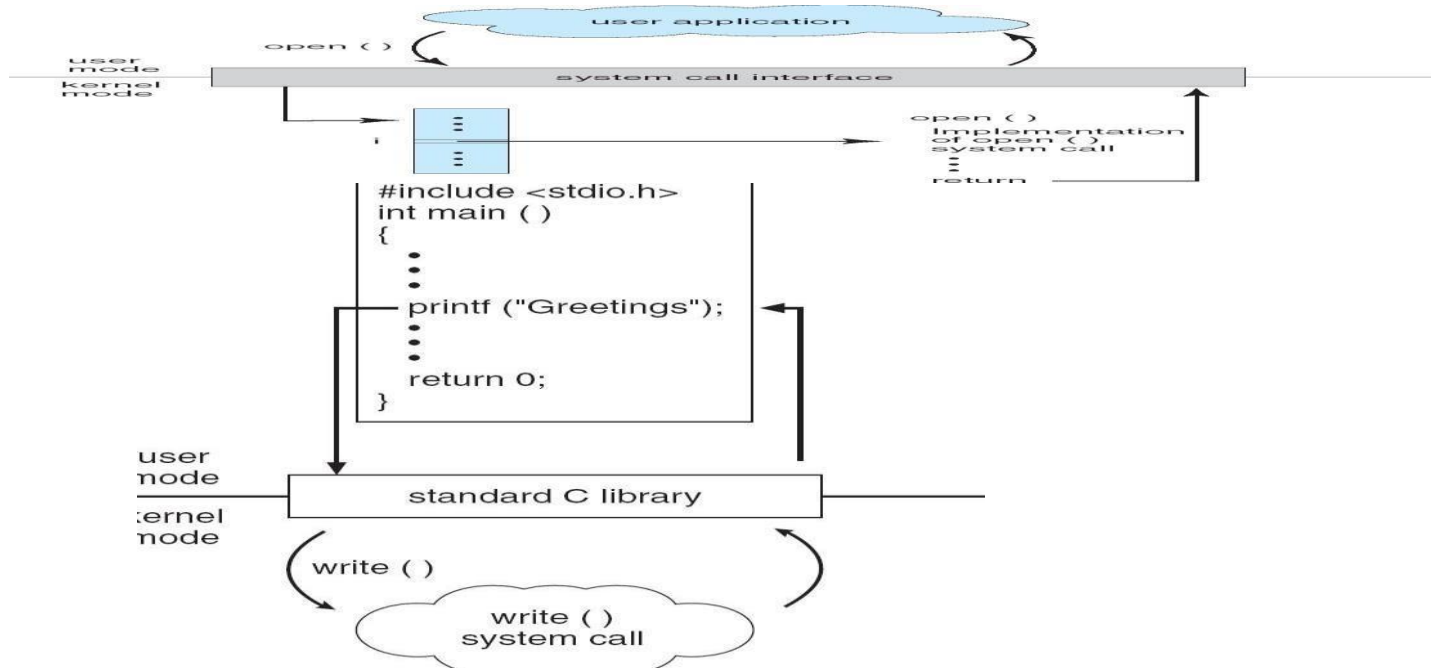 user application
open ( )
user
mode
system call interface
kernel
mode
open ( )
i
Implementation
of open ( )
system call
return
#include <stdio.h>
int main ( )
{
printf ("Greetings");
return 0;
}
user
mode
standard C library
kernel
mode
write ( )
write ( )
system call